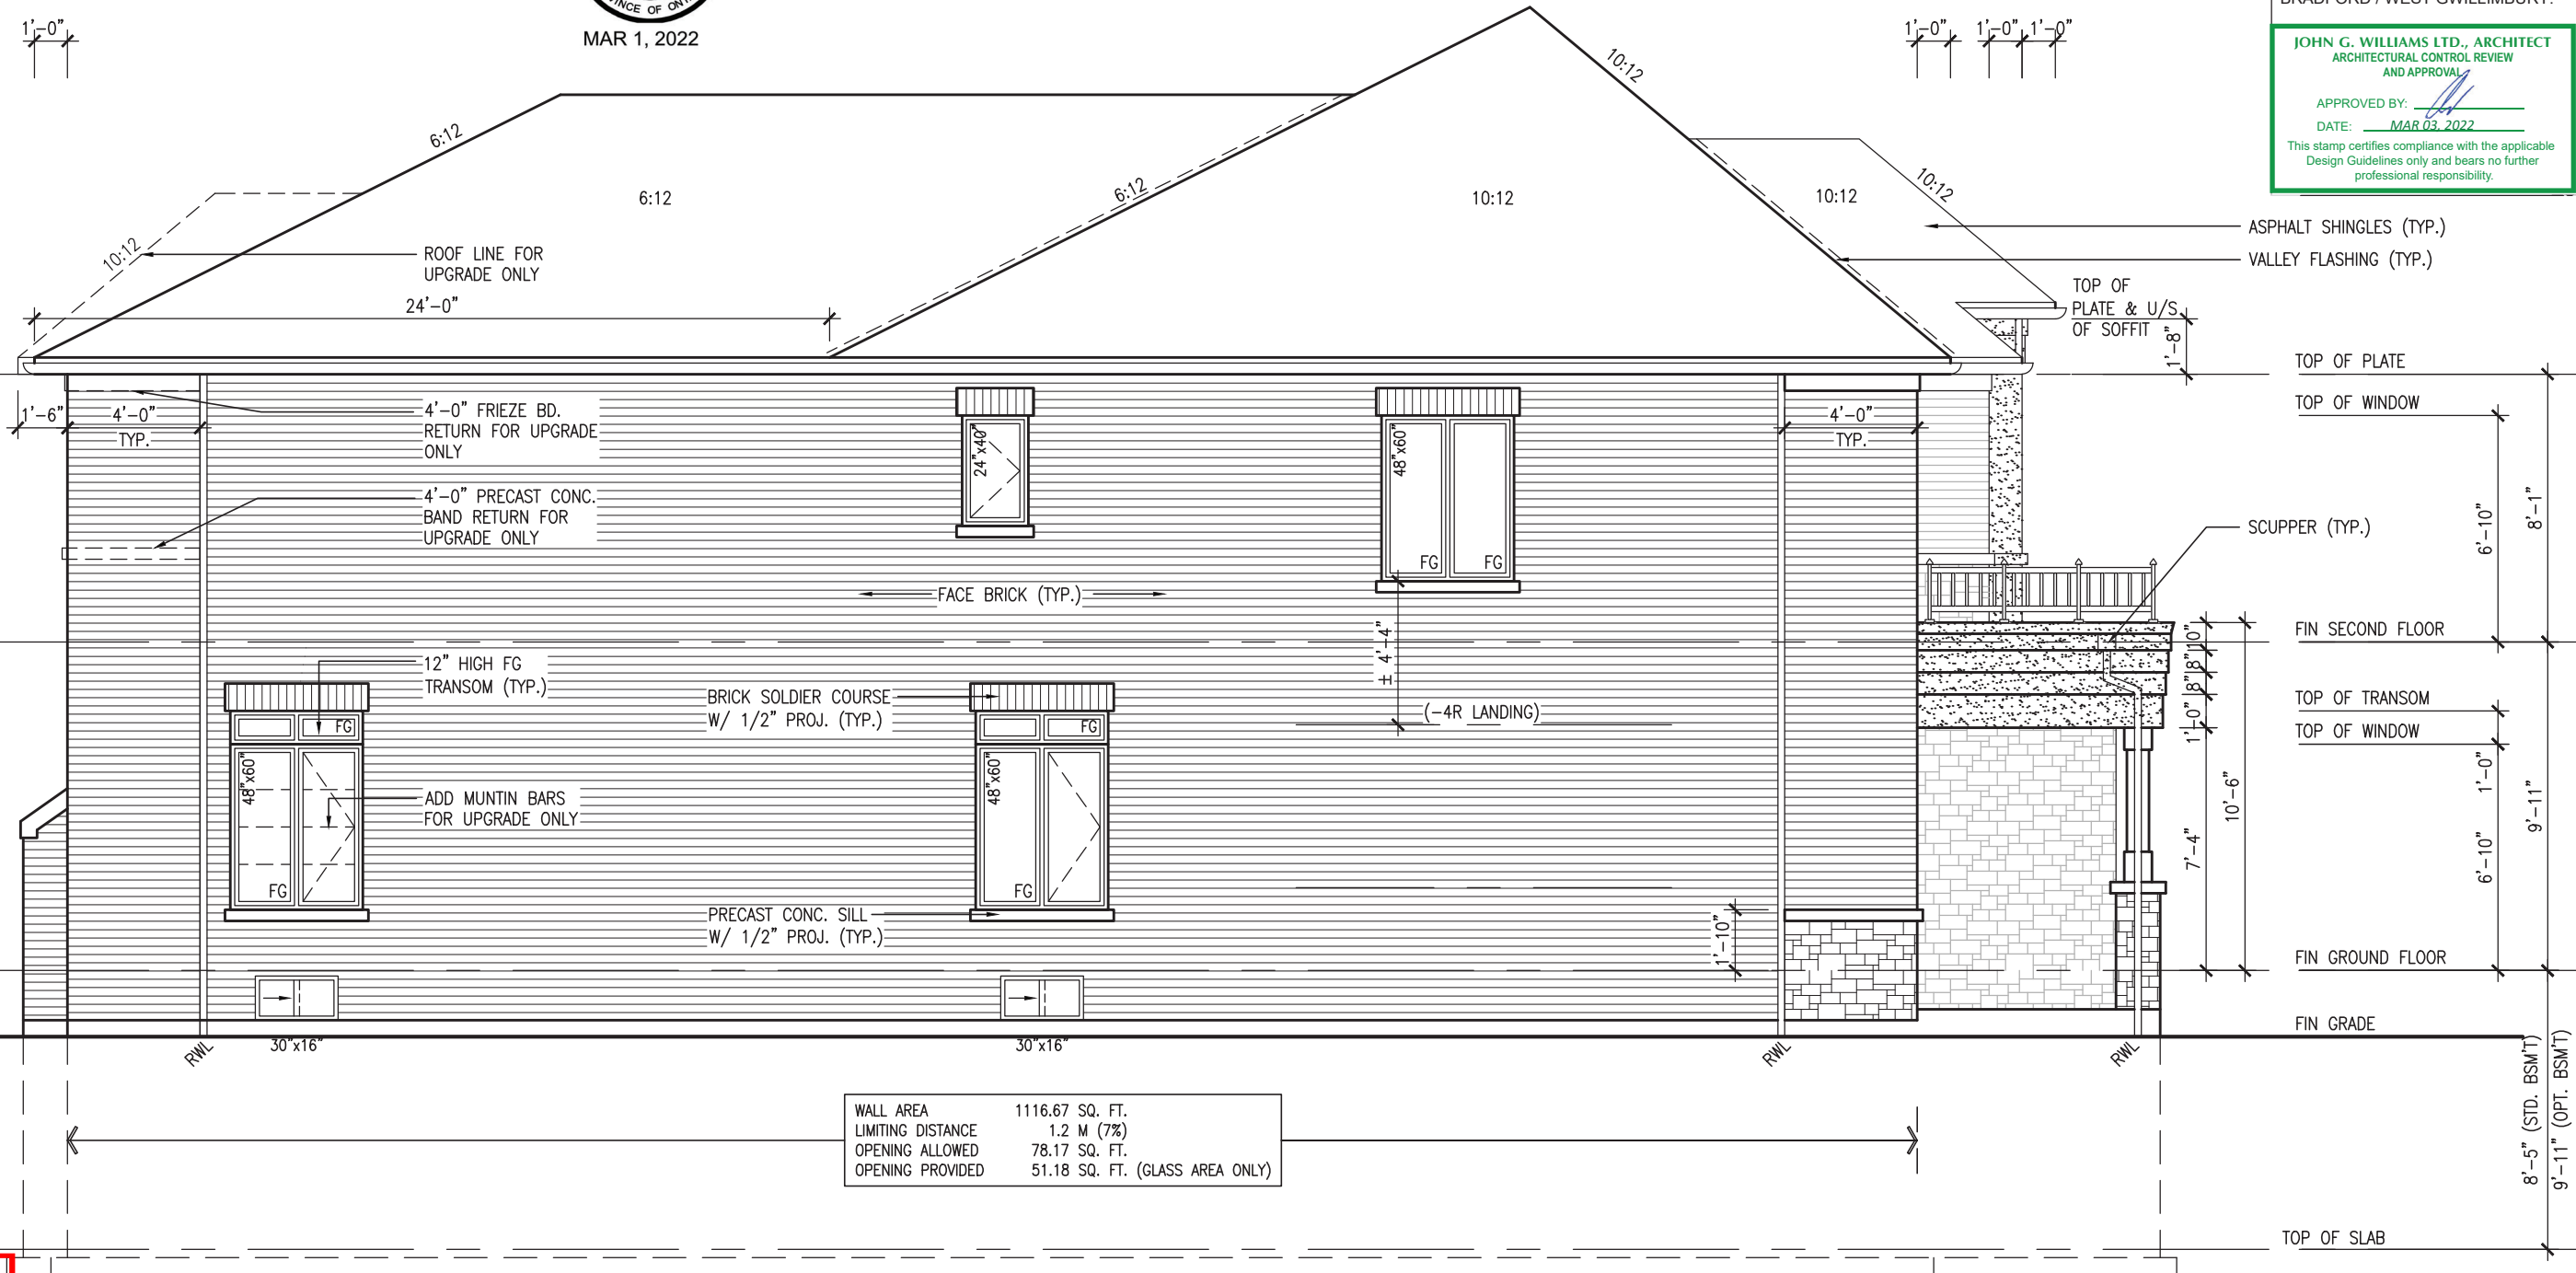 VINCE OF ONT
MAR 1, 2022
BRADFORD / WEST GWILLIMBURY.
JOHN G. WILLIAMS LTD., ARCHITECT
ARCHITECTURAL CONTROL REVIEW
AND APPROVAL
APPROVED BY:
DATE: MAR 03, 2022
This stamp certifies compliance with the applicable
Design Guidelines only and bears no further
professional responsibility.
1'-0"
1'-0" 1'-0" 1'-0"
10:12
6:12
6:12
6:12
10:12
10:12
10:12
10:12
ROOF LINE FOR
UPGRADE ONLY
24'-0"
ASPHALT SHINGLES (TYP.)
VALLEY FLASHING (TYP.)
TOP OF
PLATE & U/S
OF SOFFIT
1'-8"
TOP OF PLATE
TOP OF WINDOW
1'-6"
4'-0"
TYP.
4'-0" FRIEZE BD.
RETURN FOR UPGRADE
ONLY
24"x40"
48"x60"
FG FG
4'-0"
TYP.
4'-0" PRECAST CONC.
BAND RETURN FOR
UPGRADE ONLY
SCUPPER (TYP.)
6'-10"
8'-1"
FACE BRICK (TYP.)
± 4'-4"
(-4R LANDING)
FIN SECOND FLOOR
10"
8"
8"
1'-0"
7'-4"
10'-6"
12" HIGH FG
TRANSOM (TYP.)
BRICK SOLDIER COURSE
W/ 1/2" PROJ. (TYP.)
TOP OF TRANSOM
TOP OF WINDOW
1'-0"
6'-10"
9'-11"
FG
48"x60"
FG
FG
48"x60"
FG
ADD MUNTIN BARS
FOR UPGRADE ONLY
PRECAST CONC. SILL
W/ 1/2" PROJ. (TYP.)
1'-10"
FIN GROUND FLOOR
FIN GRADE
RWL
30"x16"
30"x16"
RWL
RWL
8'-5" (STD. BSM'T)
9'-11" (OPT. BSM'T)
WALL AREA 1116.67 SQ. FT.
LIMITING DISTANCE 1.2 M (7%)
OPENING ALLOWED 78.17 SQ. FT.
OPENING PROVIDED 51.18 SQ. FT. (GLASS AREA ONLY)
TOP OF SLAB